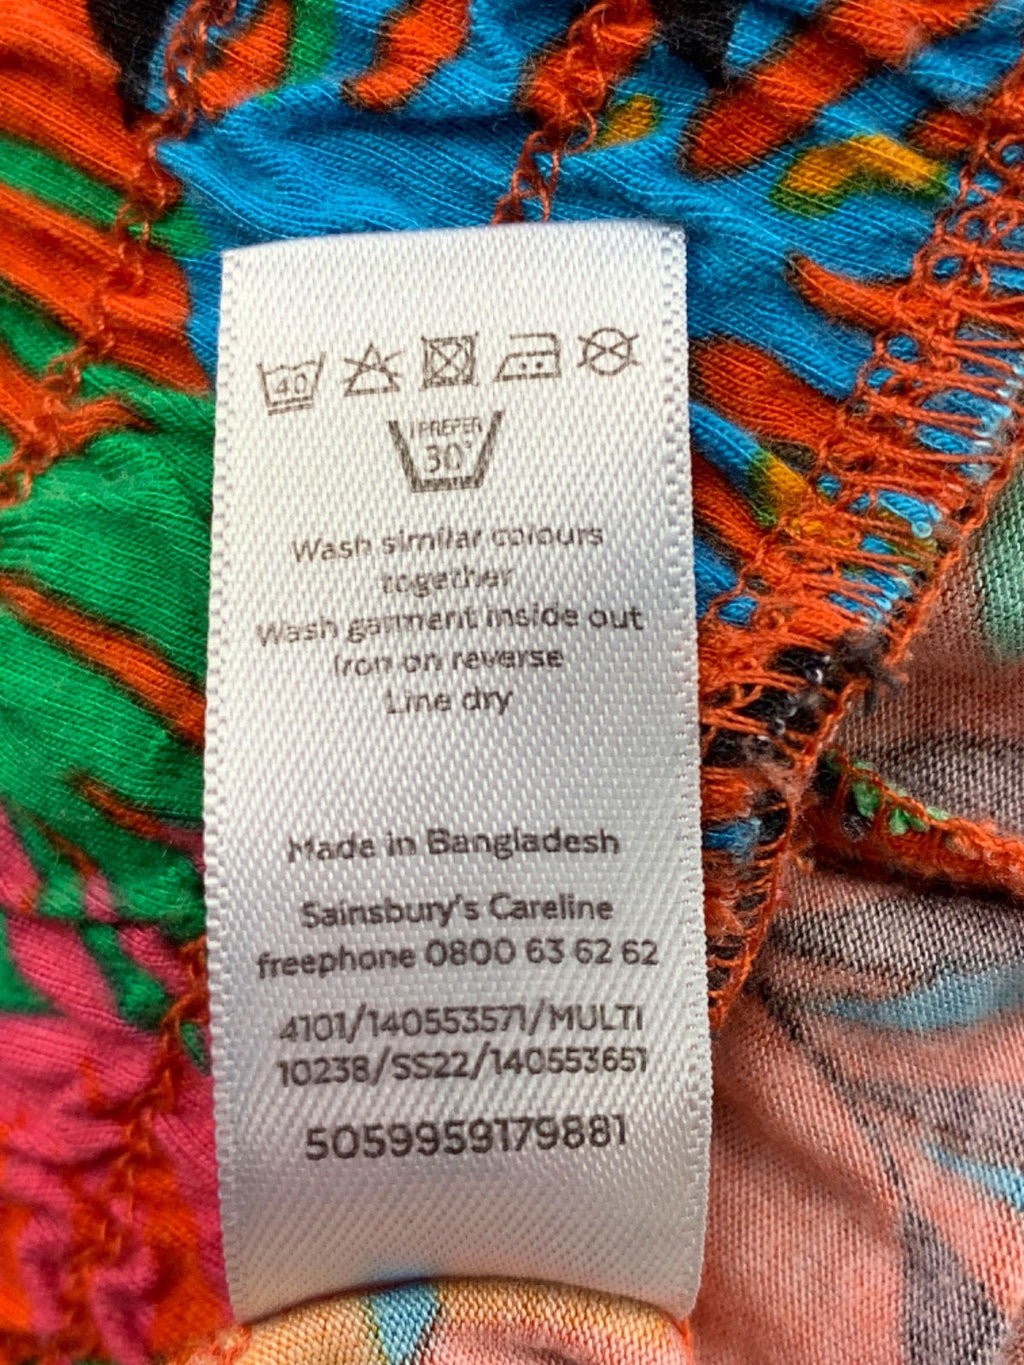 40
I PREFER
30°
Wash similar colours
together
Wash garment inside out
Iron on reverse
Line dry
Made in Bangladesh
Sainsbury's Careline
freephone 0800 63 62 62
4101/140553571/MULTI
10238/SS22/140553651
5059959179881